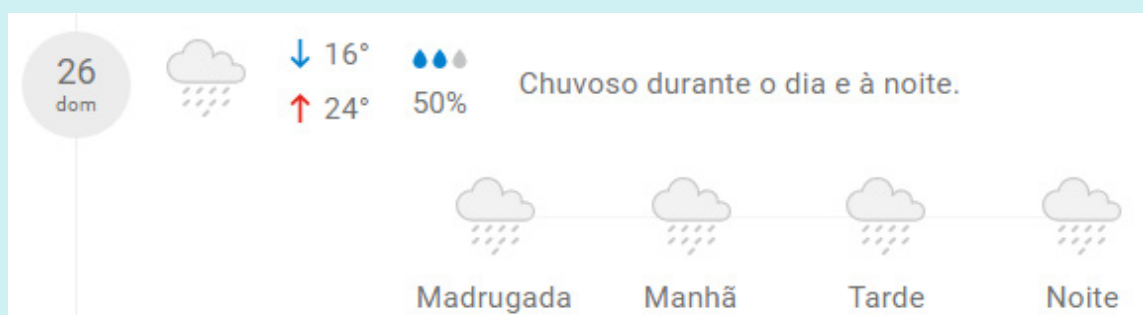 26
dom
↓ 16°
↑ 24°
50%
Chuvoso durante o dia e à noite.
Madrugada Manhã Tarde Noite